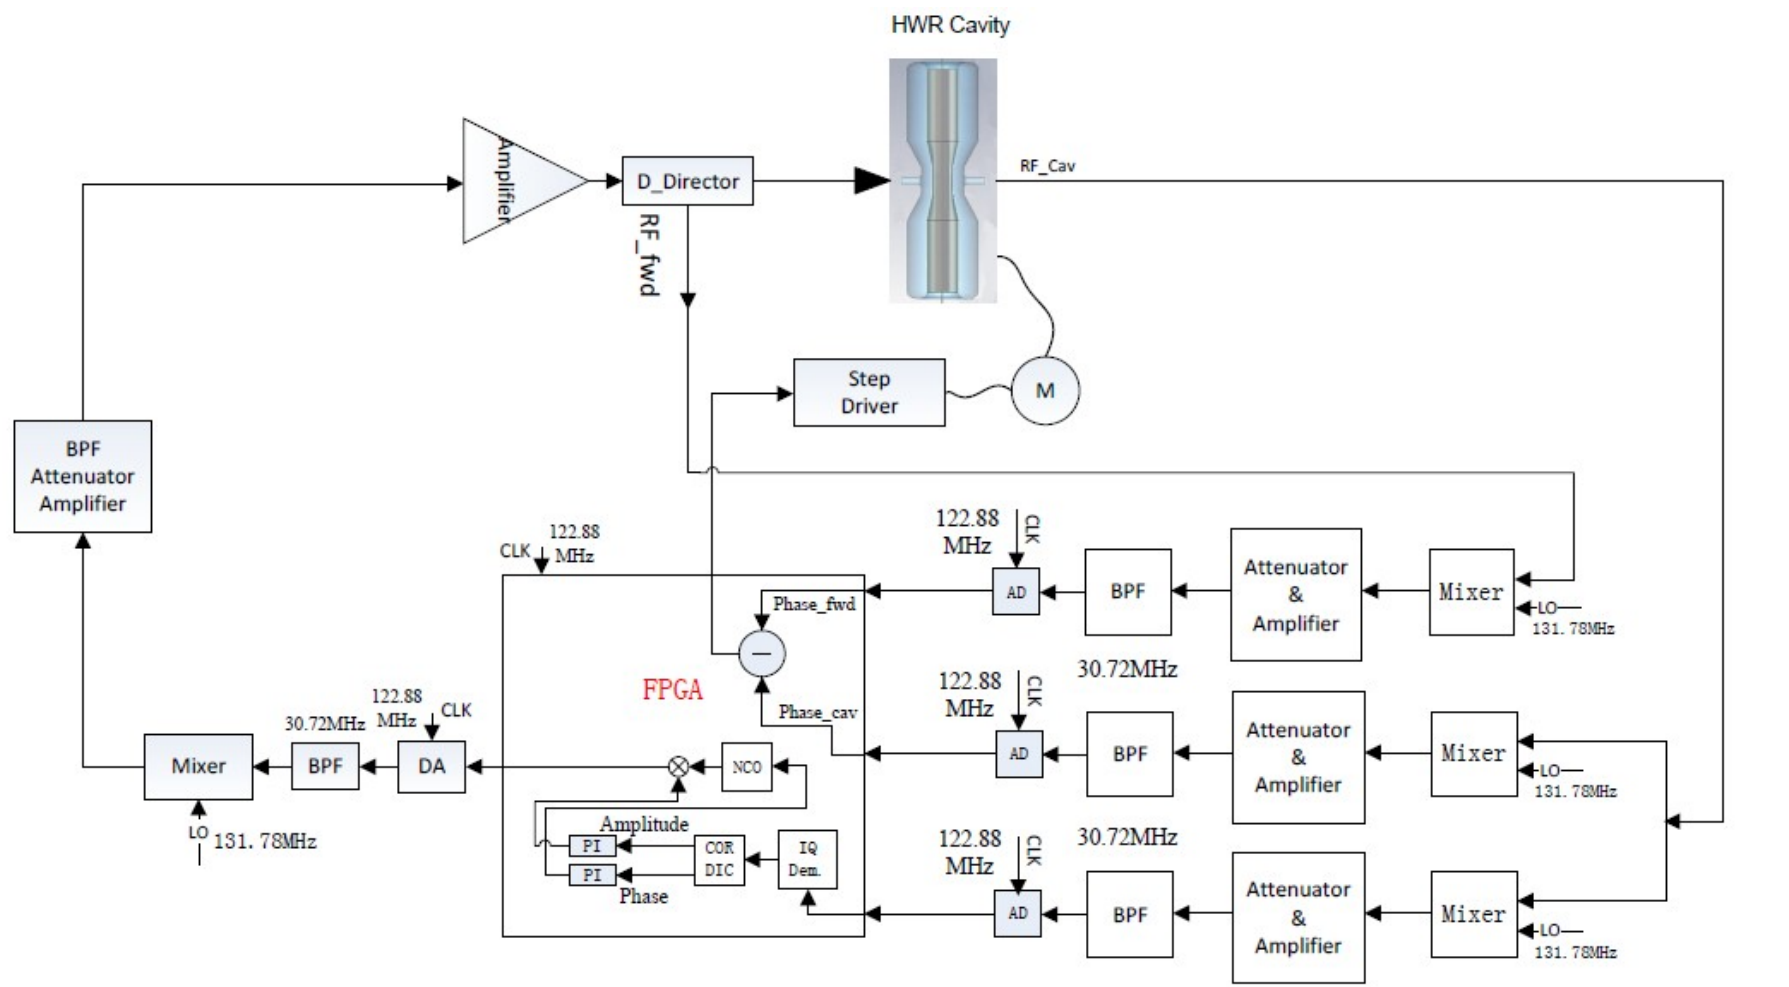 HWR Cavity
Amplifier
D_Director
RF_fwd
RF_Cav
Step
Driver
M
BPF
Attenuator
Amplifier
CLK
122.88
MHz
122.88
MHz
CLK
AD
BPF
Attenuator
&
Amplifier
Mixer
LO
131.78MHz
Phase_fwd
—
FPGA
Phase_cav
30.72MHz
122.88
MHz
CLK
AD
BPF
Attenuator
&
Amplifier
Mixer
LO
131.78MHz
Mixer
LO
131.78MHz
30.72MHz
BPF
122.88
MHz
CLK
DA
NCO
Amplitude
PI
PI
Phase
COR
DIC
IQ
Dem.
30.72MHz
122.88
MHz
CLK
AD
BPF
Attenuator
&
Amplifier
Mixer
LO
131.78MHz